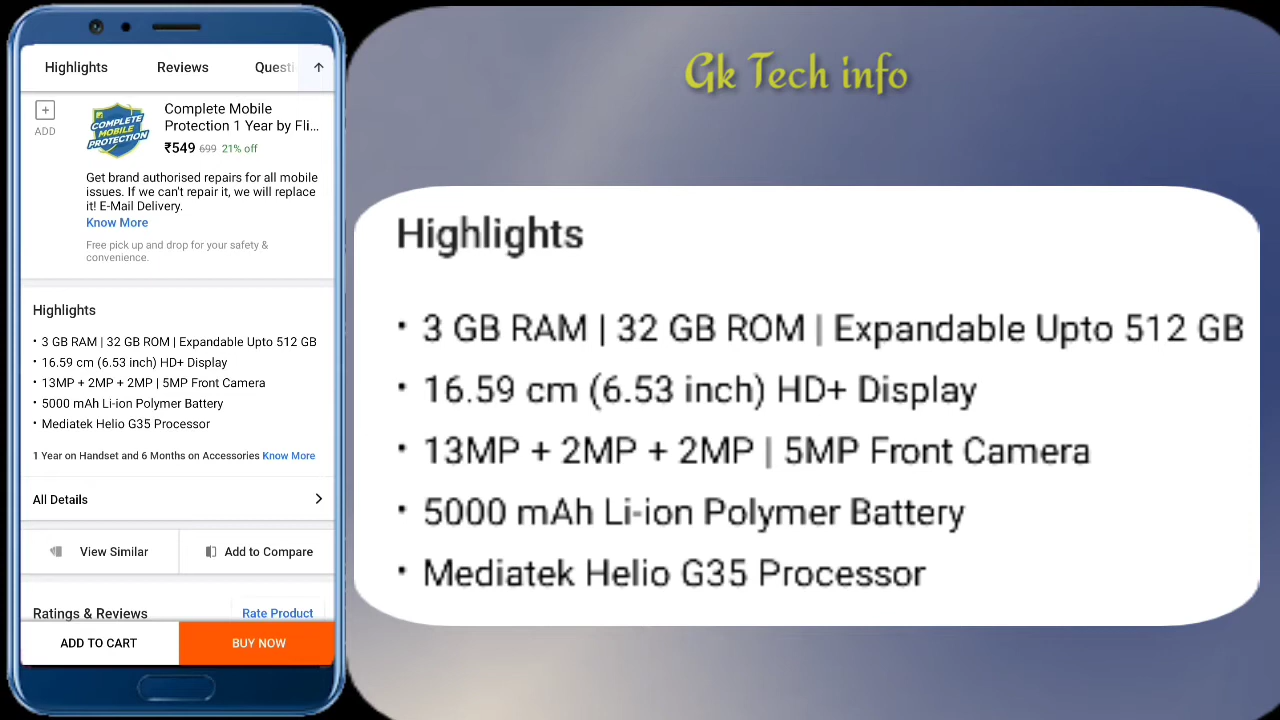 Highlights
Reviews
Questi
ADD
COMPLETE
MOBILE
PROTECTION
Complete Mobile
Protection 1 Year by Fli...
₹549 699 21% off
Get brand authorised repairs for all mobile
issues. If we can't repair it, we will replace
it! E-Mail Delivery.
Know More
Free pick up and drop for your safety &
convenience.
Highlights
• 3 GB RAM | 32 GB ROM | Expandable Upto 512 GB
• 16.59 cm (6.53 inch) HD+ Display
• 13MP + 2MP + 2MP | 5MP Front Camera
• 5000 mAh Li-ion Polymer Battery
• Mediatek Helio G35 Processor
1 Year on Handset and 6 Months on Accessories Know More
All Details
View Similar
Add to Compare
Ratings & Reviews
Rate Product
ADD TO CART
BUY NOW
Gk Tech info
Highlights
• 3 GB RAM | 32 GB ROM | Expandable Upto 512 GB
• 16.59 cm (6.53 inch) HD+ Display
• 13MP + 2MP + 2MP | 5MP Front Camera
• 5000 mAh Li-ion Polymer Battery
• Mediatek Helio G35 Processor